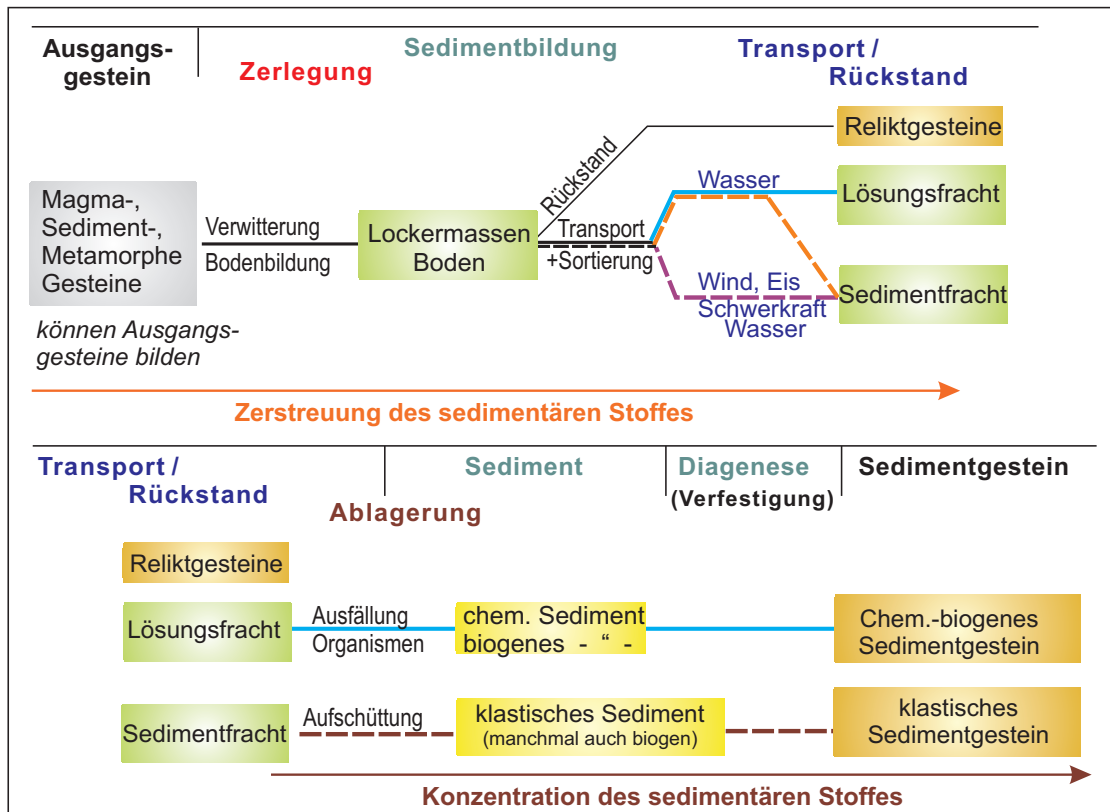 Ausgangs-
gestein
Zerlegung
Sedimentbildung
Transport /
Rückstand
Reliktgesteine
Rückstand
Wasser
Lösungsfracht
Magma-,
Sediment-,
Metamorphe
Gesteine
Verwitterung
Bodenbildung
Lockermassen
Boden
Transport
+Sortierung
Wind, Eis
Schwerkraft
Wasser
Sedimentfracht
können Ausgangs-
gesteine bilden
Zerstreuung des sedimentären Stoffes
Transport /
Rückstand
Ablagerung
Sediment
Diagenese
(Verfestigung)
Sedimentgestein
Reliktgesteine
Lösungsfracht
Ausfällung
Organismen
chem. Sediment
biogenes - “ -
Chem.-biogenes
Sedimentgestein
Sedimentfracht
Aufschüttung
klastisches Sediment
(manchmal auch biogen)
klastisches
Sedimentgestein
Konzentration des sedimentären Stoffes